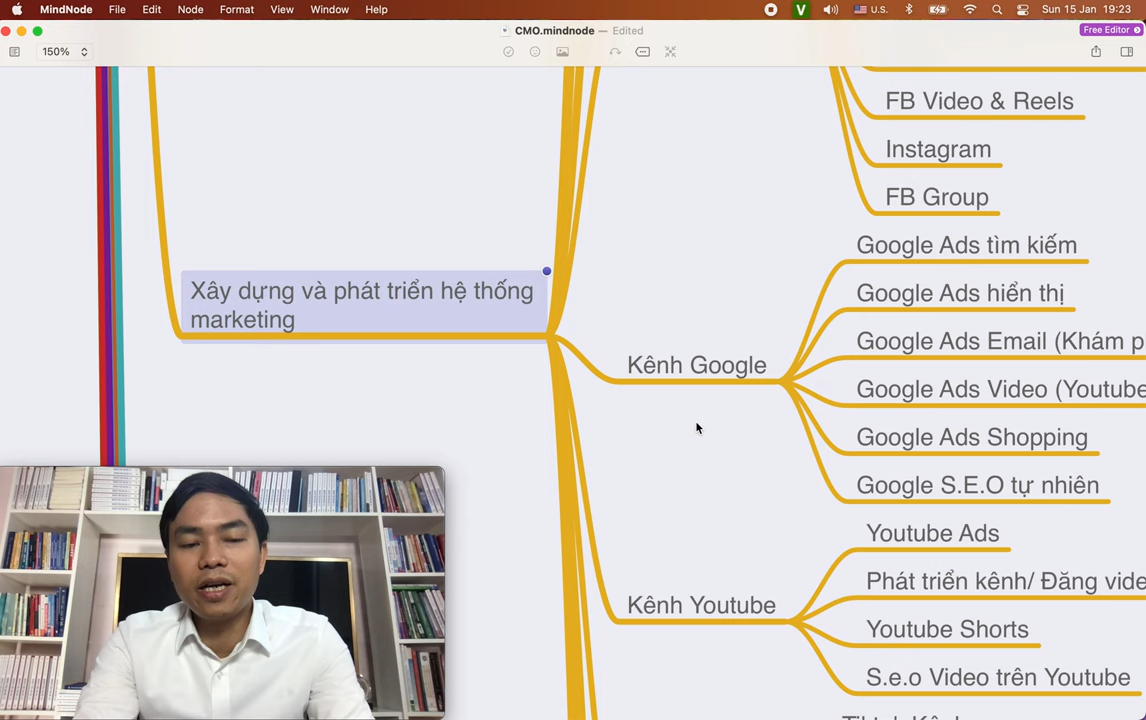 MindNode File Edit Node Format View Window Help
V U.S. Sun 15 Jan 19:23
CMO.mindnode — Edited
Free Editor
150%
FB Video & Reels
Instagram
FB Group
Google Ads tìm kiếm
Xây dựng và phát triển hệ thống
marketing
Google Ads hiển thị
Google Ads Email (Khám p
Kênh Google
Google Ads Video (Youtube
Google Ads Shopping
Google S.E.O tự nhiên
Youtube Ads
Phát triển kênh/ Đăng vide
Kênh Youtube
Youtube Shorts
S.e.o Video trên Youtube